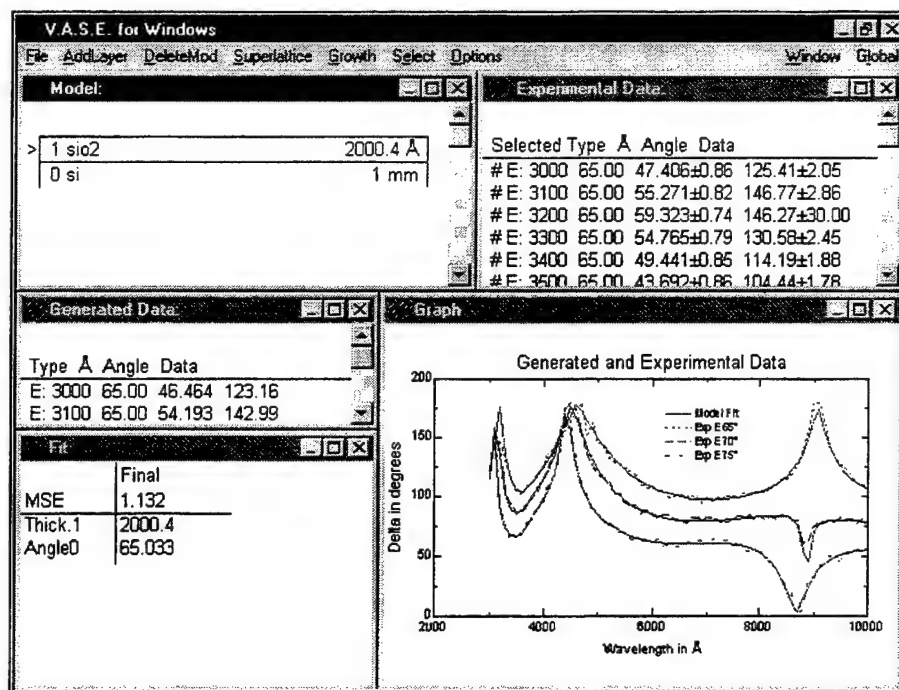 V.A.S.E. for Windows
File AddLayer DeleteMod Superlattice Growth Select Options Window Global
Model:
> 1 sio2 2000.4 Å
0 si 1 mm
Experimental Data:
Selected Type Å Angle Data
# E: 3000 65.00 47.406±0.86 125.41±2.05
# E: 3100 65.00 55.271±0.82 146.77±2.86
# E: 3200 65.00 59.323±0.74 146.27±30.00
# E: 3300 65.00 54.765±0.79 130.58±2.45
# E: 3400 65.00 49.441±0.85 114.19±1.88
# E: 3500 65.00 43.692±0.86 104.44±1.78
Generated Data:
Type Å Angle Data
E: 3000 65.00 46.464 123.16
E: 3100 65.00 54.193 142.99
Fit
Final
MSE 1.132
Thick.1 2000.4
Angle0 65.033
Graph
Generated and Experimental Data
Delta in degrees
200
150
100
50
0
Model Fit
Exp E 65°
Exp E 70°
Exp E 75°
2000 4000 6000 8000 10000
Wavelength in Å